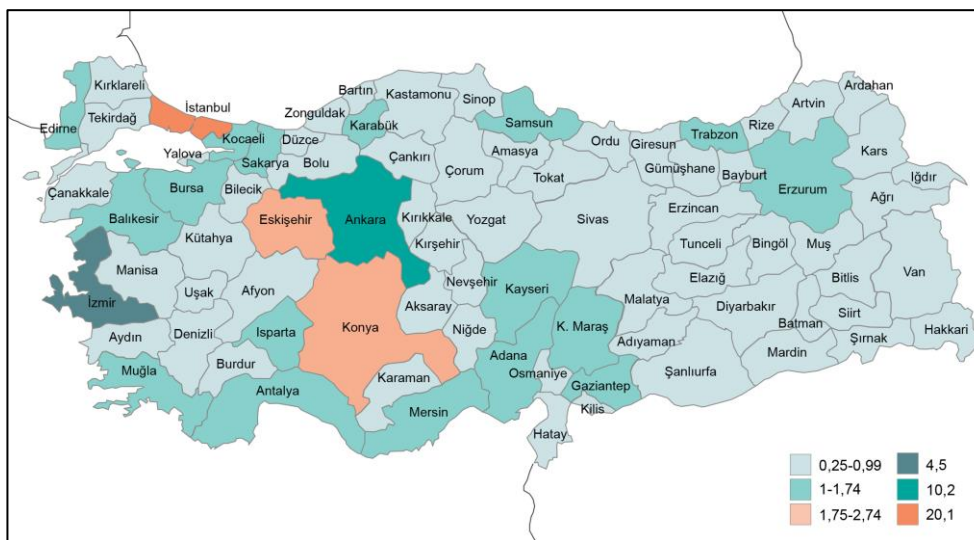 Kırklareli
Edirne
Tekirdağ
İstanbul
Kocaeli
Yalova
Sakarya
Düzce
Zonguldak
Bartın
Karabük
Kastamonu
Sinop
Samsun
Bolu
Çankırı
Çorum
Amasya
Tokat
Ordu
Giresun
Trabzon
Rize
Artvin
Ardahan
Kars
Iğdır
Gümüşhane
Bayburt
Erzurum
Ağrı
Çanakkale
Balıkesir
Bursa
Bilecik
Eskişehir
Ankara
Kırıkkale
Yozgat
Sivas
Erzincan
Kütahya
Kırşehir
Tunceli
Bingöl
Muş
Manisa
Uşak
Afyon
Nevşehir
Kayseri
Elazığ
Bitlis
Van
İzmir
Aksaray
Malatya
Diyarbakır
Batman
Siirt
Aydın
Denizli
Isparta
Konya
Niğde
K. Maraş
Adıyaman
Mardin
Şırnak
Hakkari
Muğla
Burdur
Antalya
Karaman
Mersin
Adana
Osmaniye
Gaziantep
Şanlıurfa
Kilis
Hatay
0,25-0,99
1-1,74
1,75-2,74
4,5
10,2
20,1